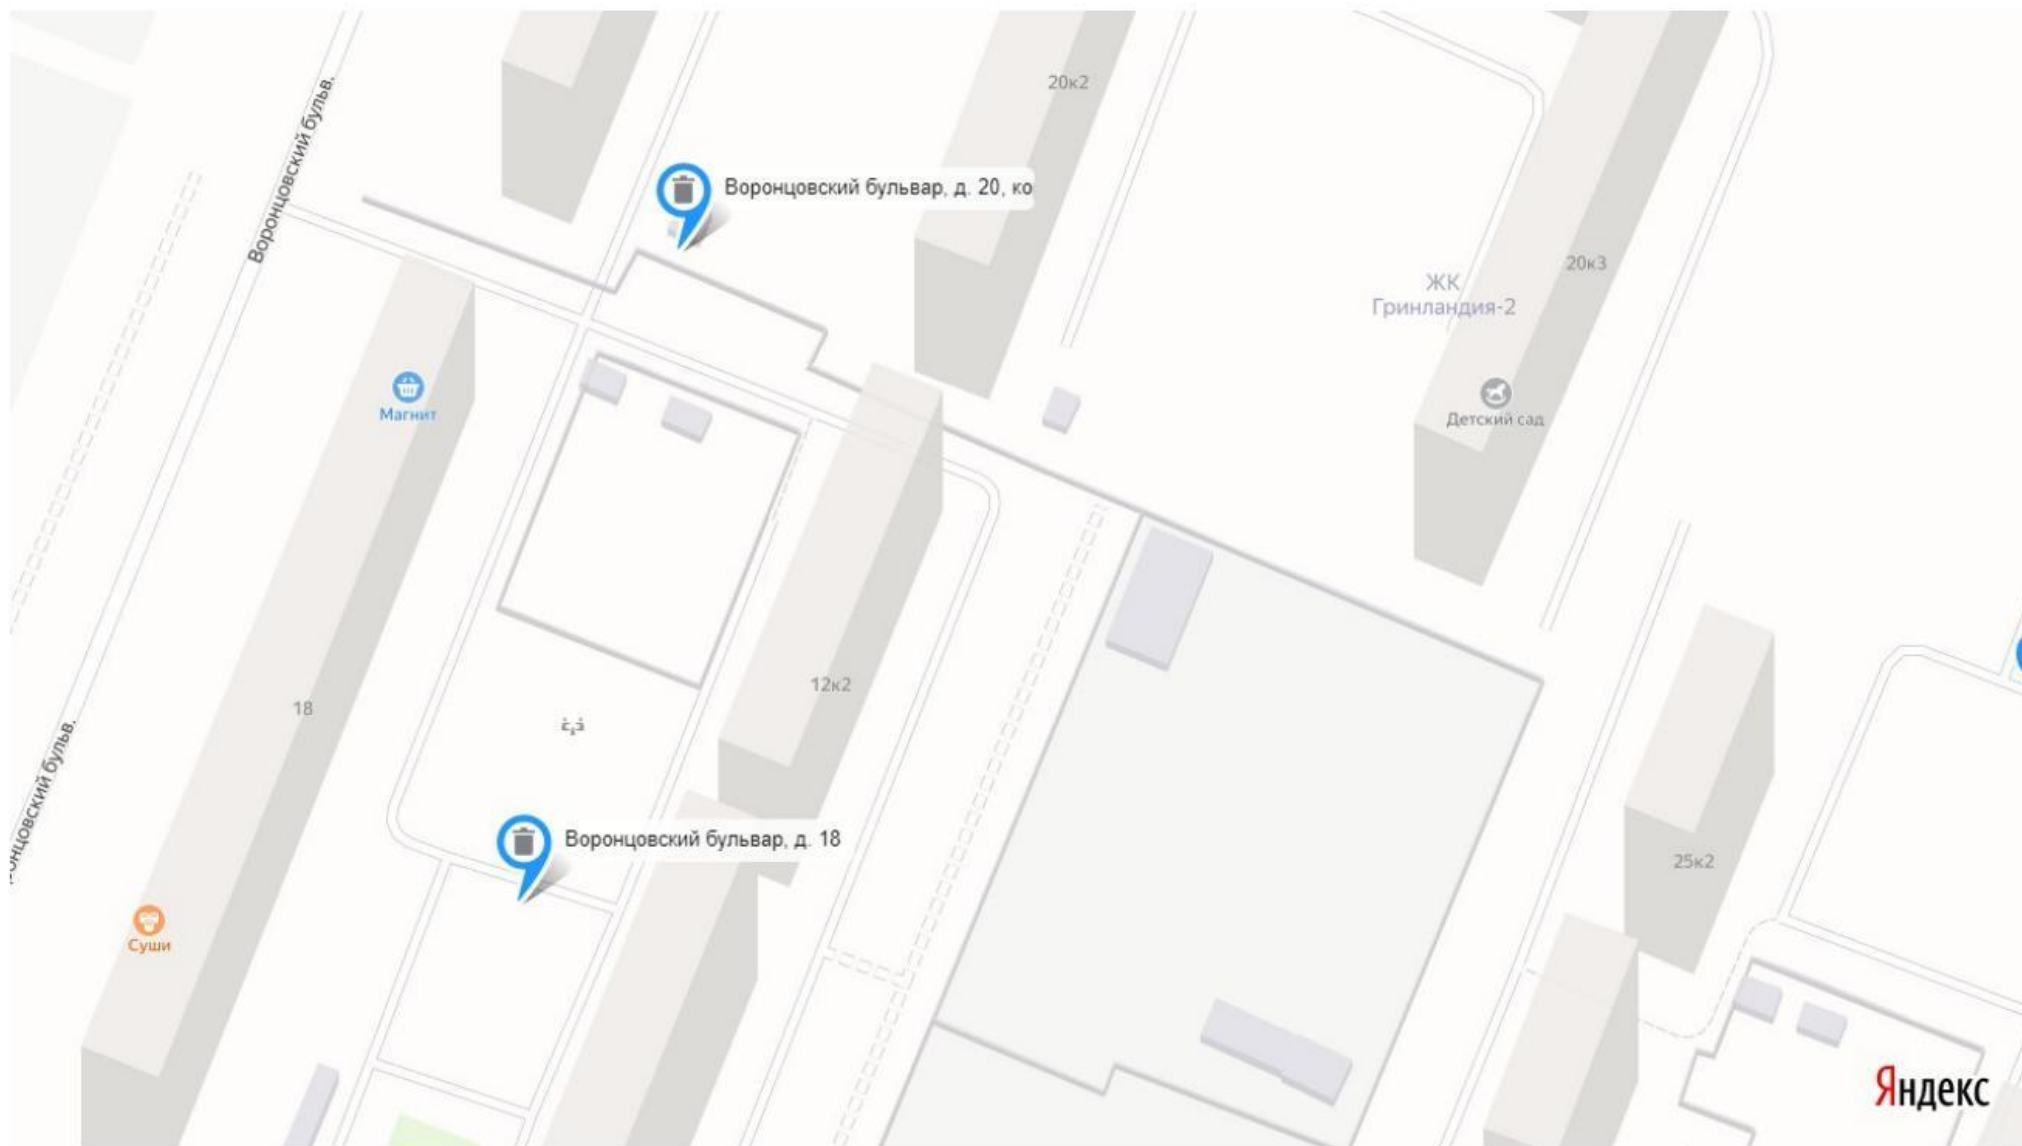 20к2
Воронцовский бульв.
Воронцовский бульвар, д. 20, ко
20к3
ЖК
Гринландия-2
Магнит
Детский сад
12к2
18
онцовский бульв.
Воронцовский бульвар, д. 18
25к2
Суши
Яндекс